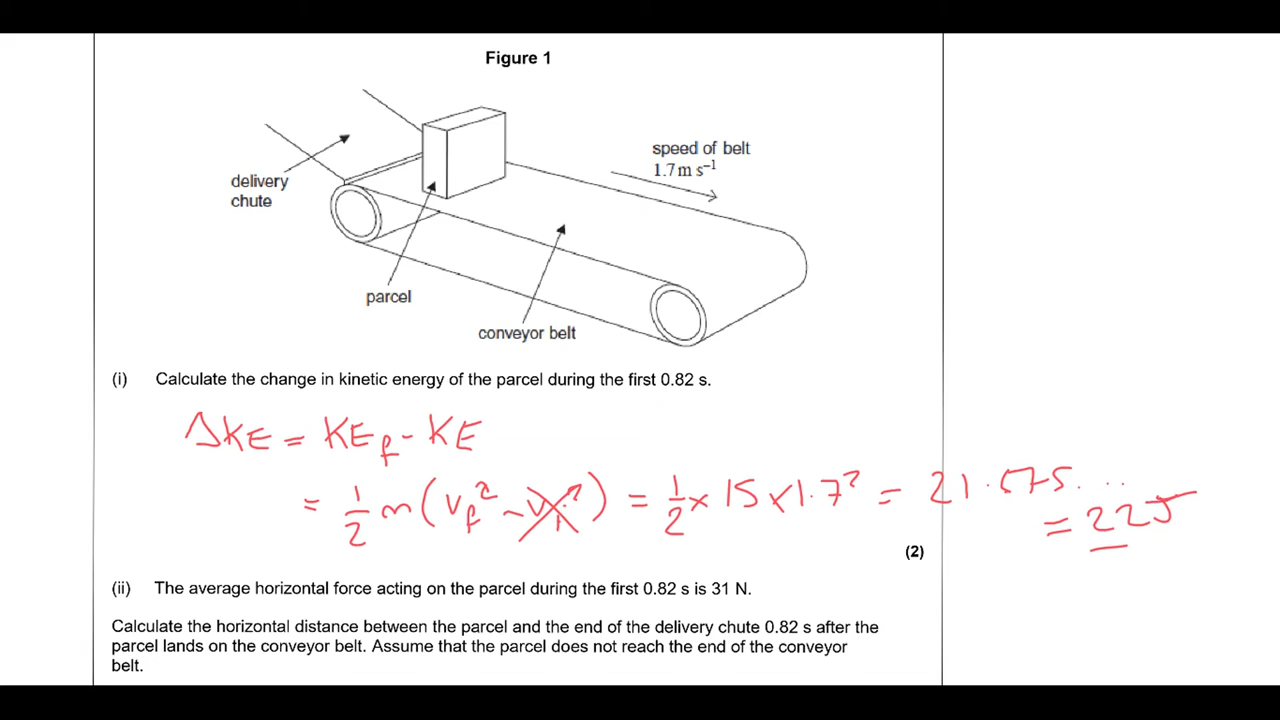 Figure 1
speed of belt
1.7 m s⁻¹
delivery
chute
parcel
conveyor belt
(i) Calculate the change in kinetic energy of the parcel during the first 0.82 s.
ΔKE = KE_f - KE
= 1/2 m (v_f² - v_i²) = 1/2 × 15 × 1.7² = 21.675...
= 22J
(2)
(ii) The average horizontal force acting on the parcel during the first 0.82 s is 31 N.
Calculate the horizontal distance between the parcel and the end of the delivery chute 0.82 s after the
parcel lands on the conveyor belt. Assume that the parcel does not reach the end of the conveyor
belt.